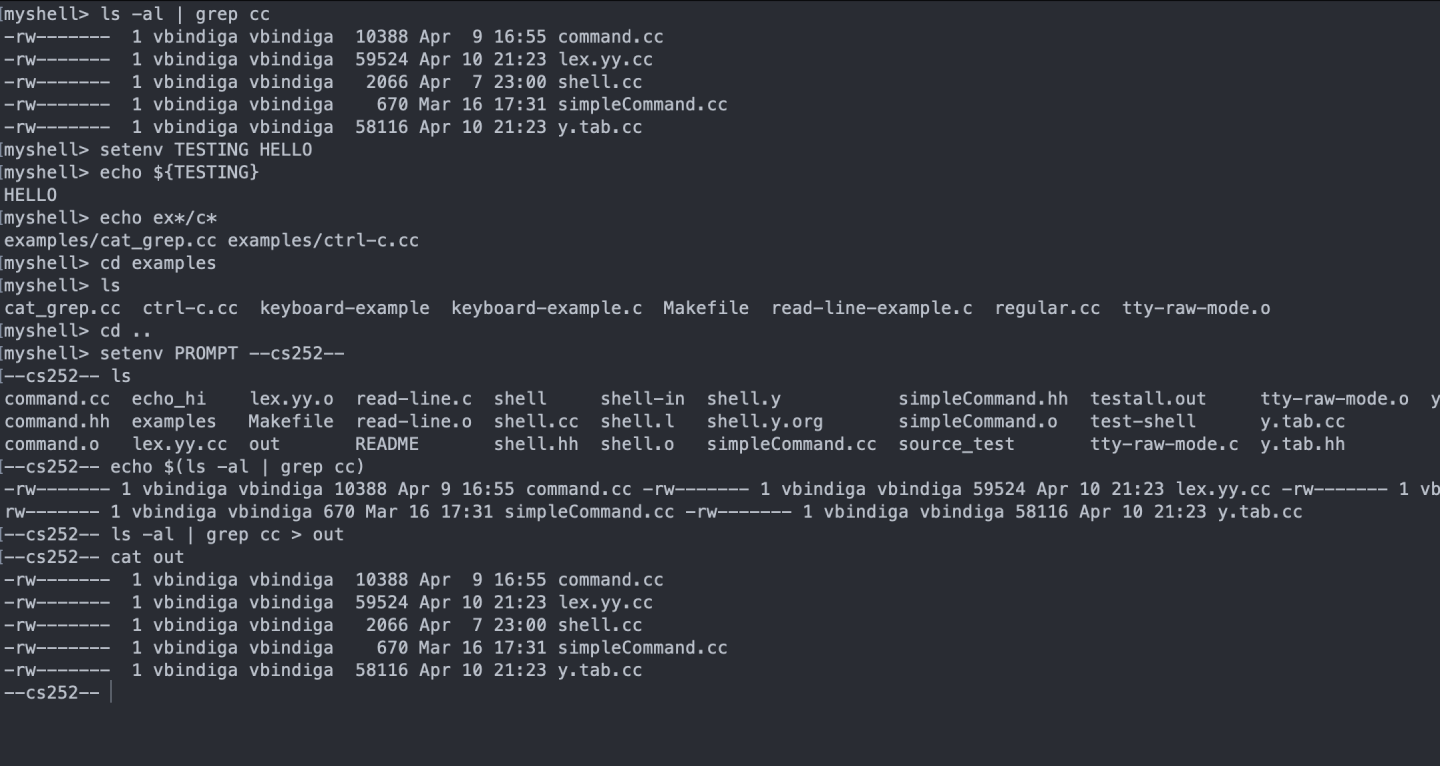 [myshell> ls -al | grep cc
-rw-------  1 vbindiga vbindiga  10388 Apr  9 16:55 command.cc
-rw-------  1 vbindiga vbindiga  59524 Apr 10 21:23 lex.yy.cc
-rw-------  1 vbindiga vbindiga   2066 Apr  7 23:00 shell.cc
-rw-------  1 vbindiga vbindiga    670 Mar 16 17:31 simpleCommand.cc
-rw-------  1 vbindiga vbindiga  58116 Apr 10 21:23 y.tab.cc
[myshell> setenv TESTING HELLO
[myshell> echo ${TESTING}
HELLO
[myshell> echo ex*/c*
examples/cat_grep.cc examples/ctrl-c.cc
[myshell> cd examples
[myshell> ls
cat_grep.cc  ctrl-c.cc  keyboard-example  keyboard-example.c  Makefile  read-line-example.c  regular.cc  tty-raw-mode.o
[myshell> cd ..
[myshell> setenv PROMPT --cs252--
[--cs252-- ls
command.cc  echo_hi    lex.yy.o  read-line.c  shell     shell-in  shell.y           simpleCommand.hh  testall.out     tty-raw-mode.o  y
command.hh  examples   Makefile  read-line.o  shell.cc  shell.l   shell.y.org       simpleCommand.o   test-shell      y.tab.cc
command.o   lex.yy.cc  out       README       shell.hh  shell.o   simpleCommand.cc  source_test       tty-raw-mode.c  y.tab.hh
[--cs252-- echo $(ls -al | grep cc)
-rw------- 1 vbindiga vbindiga 10388 Apr 9 16:55 command.cc -rw------- 1 vbindiga vbindiga 59524 Apr 10 21:23 lex.yy.cc -rw------- 1 vb
rw------- 1 vbindiga vbindiga 670 Mar 16 17:31 simpleCommand.cc -rw------- 1 vbindiga vbindiga 58116 Apr 10 21:23 y.tab.cc
[--cs252-- ls -al | grep cc > out
[--cs252-- cat out
-rw-------  1 vbindiga vbindiga  10388 Apr  9 16:55 command.cc
-rw-------  1 vbindiga vbindiga  59524 Apr 10 21:23 lex.yy.cc
-rw-------  1 vbindiga vbindiga   2066 Apr  7 23:00 shell.cc
-rw-------  1 vbindiga vbindiga    670 Mar 16 17:31 simpleCommand.cc
-rw-------  1 vbindiga vbindiga  58116 Apr 10 21:23 y.tab.cc
--cs252--